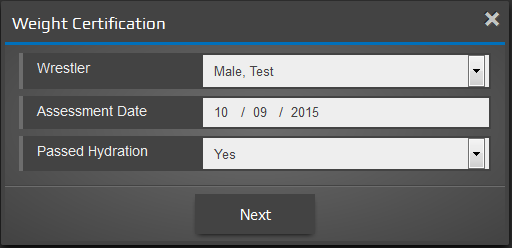 Weight Certification
Wrestler Male, Test
Assessment Date 10 / 09 / 2015
Passed Hydration Yes
Next